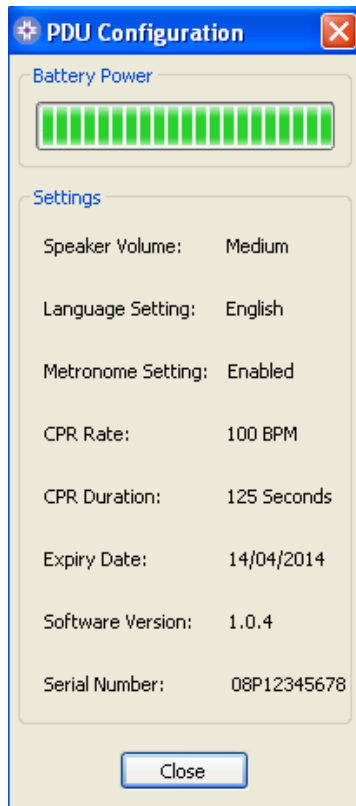 PDU Configuration
Battery Power
Settings
Speaker Volume: Medium
Language Setting: English
Metronome Setting: Enabled
CPR Rate: 100 BPM
CPR Duration: 125 Seconds
Expiry Date: 14/04/2014
Software Version: 1.0.4
Serial Number: 08P12345678
Close